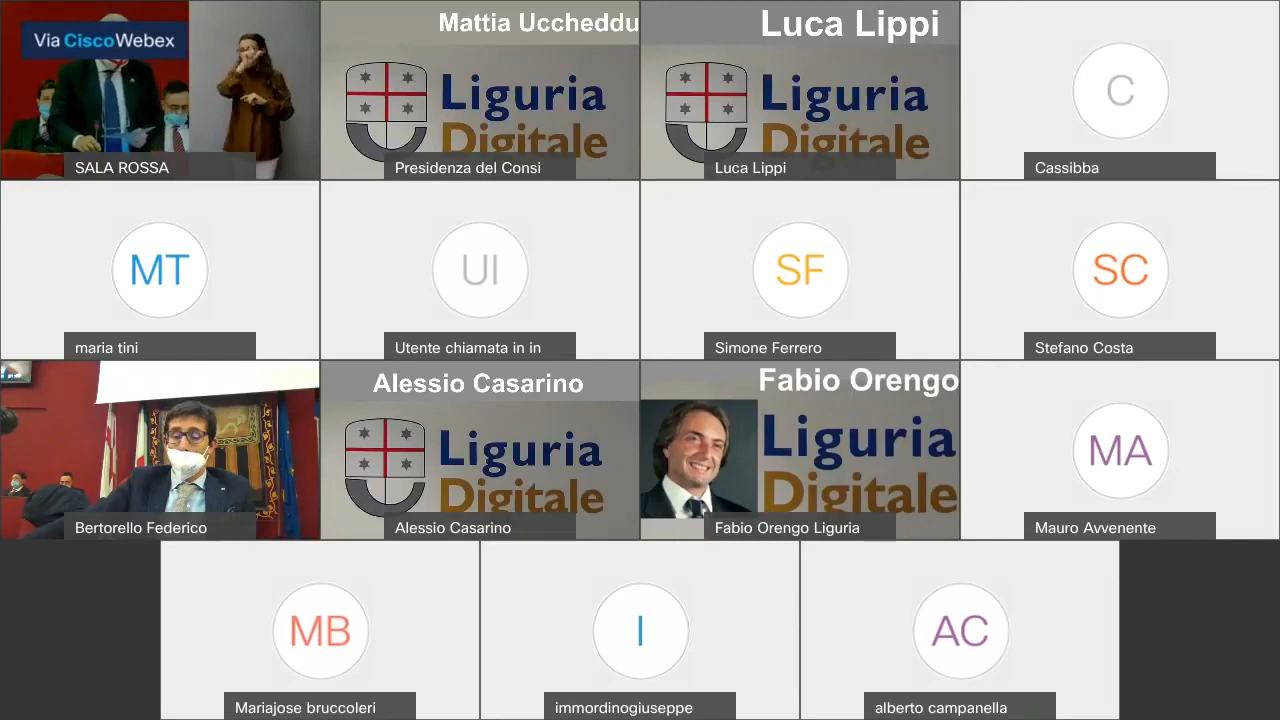 Via Cisco Webex
SALA ROSSA
Mattia Uccheddu
Liguria
Digitale
Presidenza del Consi
Luca Lippi
Liguria
Digitale
Luca Lippi
C
Cassibba
MT
maria tini
UI
Utente chiamata in in
SF
Simone Ferrero
SC
Stefano Costa
Bertorello Federico
Alessio Casarino
Liguria
Digitale
Alessio Casarino
Fabio Orengo
Liguria
Digitale
Fabio Orengo Liguria
MA
Mauro Avvenente
MB
Mariajose bruccoleri
I
immordinogiuseppe
AC
alberto campanella